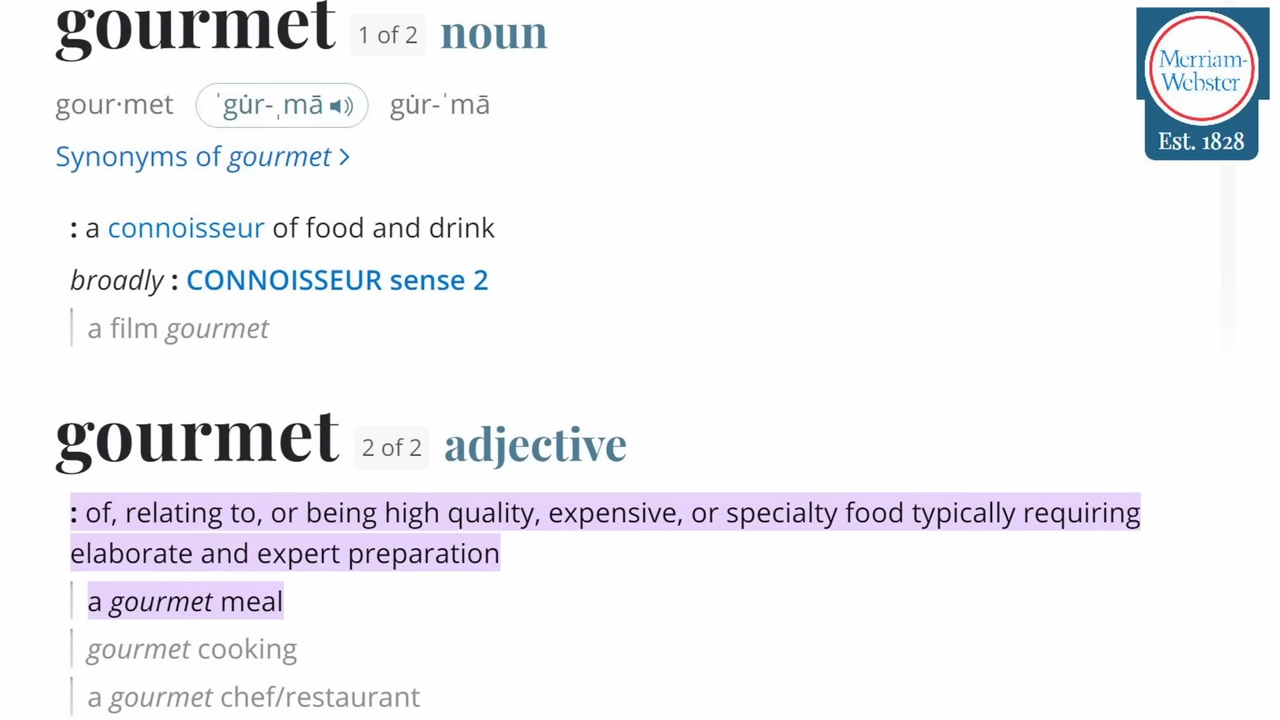 gourmet 1 of 2 noun
gour·met ˈgu̇r-ˌmā gu̇r-ˈmā
Synonyms of gourmet >
: a connoisseur of food and drink
broadly : CONNOISSEUR sense 2
a film gourmet
gourmet 2 of 2 adjective
: of, relating to, or being high quality, expensive, or specialty food typically requiring
elaborate and expert preparation
a gourmet meal
gourmet cooking
a gourmet chef/restaurant
Merriam-
Webster
Est. 1828